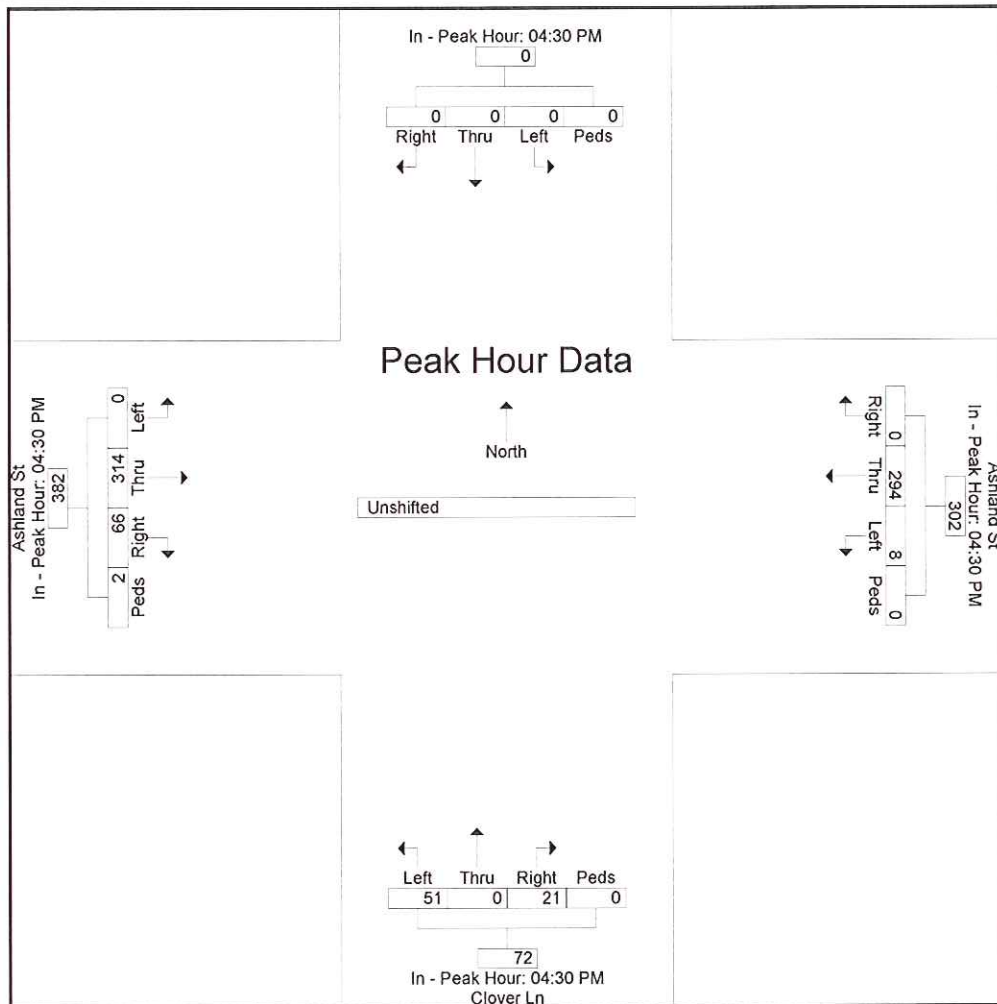 In - Peak Hour: 04:30 PM
0
0 0 0 0
Right Thru Left Peds
Peak Hour Data
North
Unshifted
Ashland St
In - Peak Hour: 04:30 PM
382
0 314 66 2
Left Thru Right Peds
Ashland St
In - Peak Hour: 04:30 PM
302
0 294 8 0
Right Thru Left Peds
Left Thru Right Peds
51 0 21 0
72
In - Peak Hour: 04:30 PM
Clover Ln